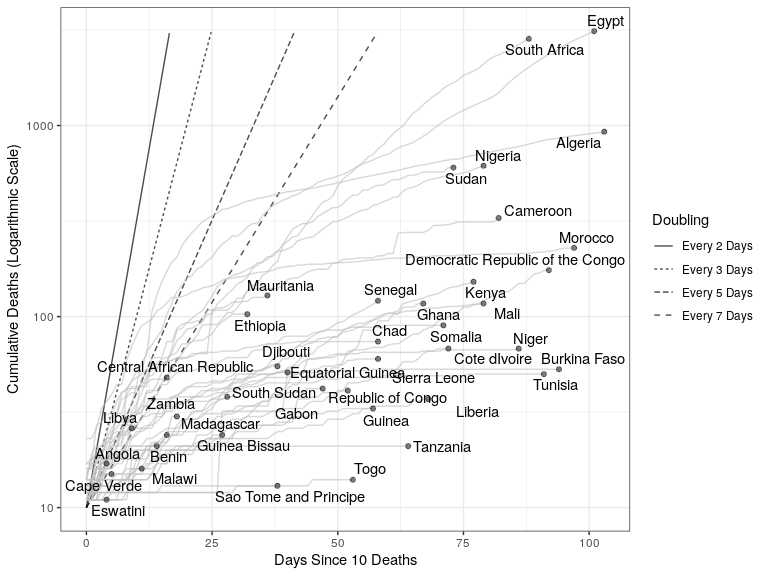 Egypt
South Africa
1000
Algeria
Nigeria
Sudan
Cameroon
Morocco
Democratic Republic of the Congo
Mauritania
Senegal
Kenya
100
Ghana
Mali
Ethiopia
Chad
Somalia
Niger
Djibouti
Cote dIvoire
Burkina Faso
Central African Republic
Equatorial Guinea
Sierra Leone
Tunisia
South Sudan
Republic of Congo
Zambia
Gabon
Liberia
Libya
Madagascar
Guinea
Guinea Bissau
Tanzania
Angola
Benin
Togo
Malawi
Cape Verde
Sao Tome and Principe
10
Eswatini
0
25
50
75
100
Days Since 10 Deaths
Cumulative Deaths (Logarithmic Scale)
Doubling
Every 2 Days
Every 3 Days
Every 5 Days
Every 7 Days